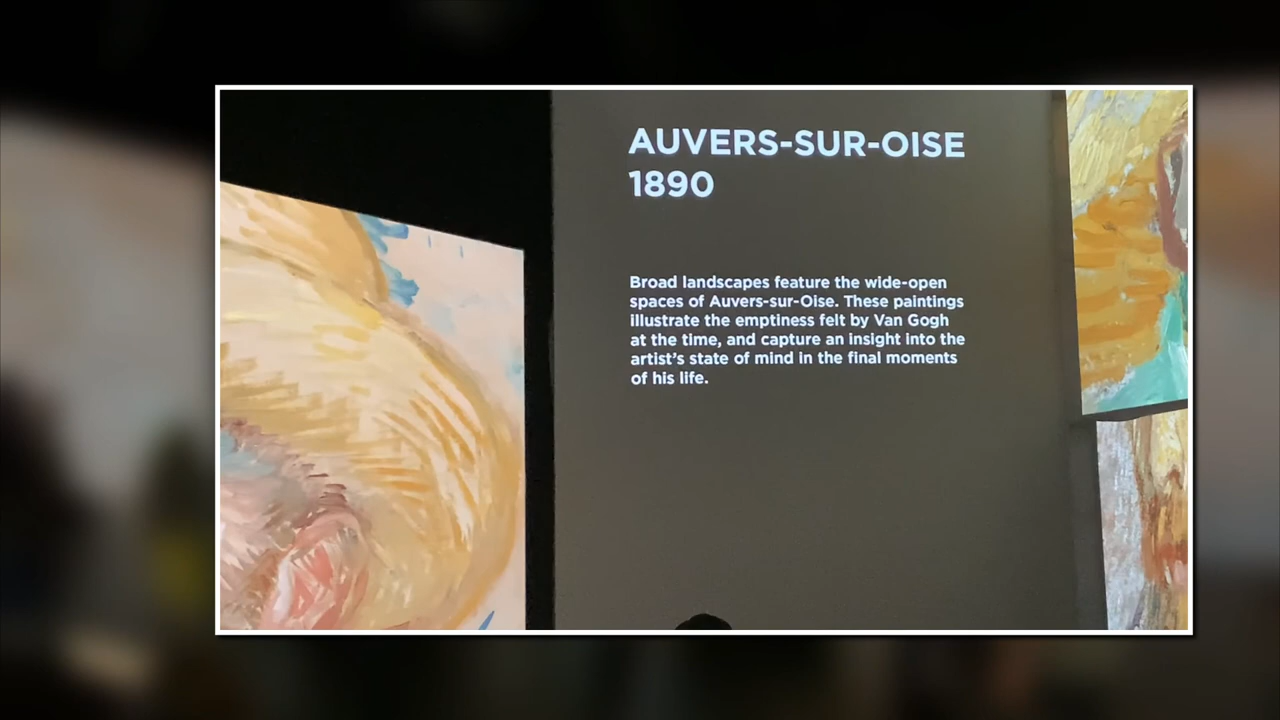 AUVERS-SUR-OISE
1890
Broad landscapes feature the wide-open
spaces of Auvers-sur-Oise. These paintings
illustrate the emptiness felt by Van Gogh
at the time, and capture an insight into the
artist's state of mind in the final moments
of his life.